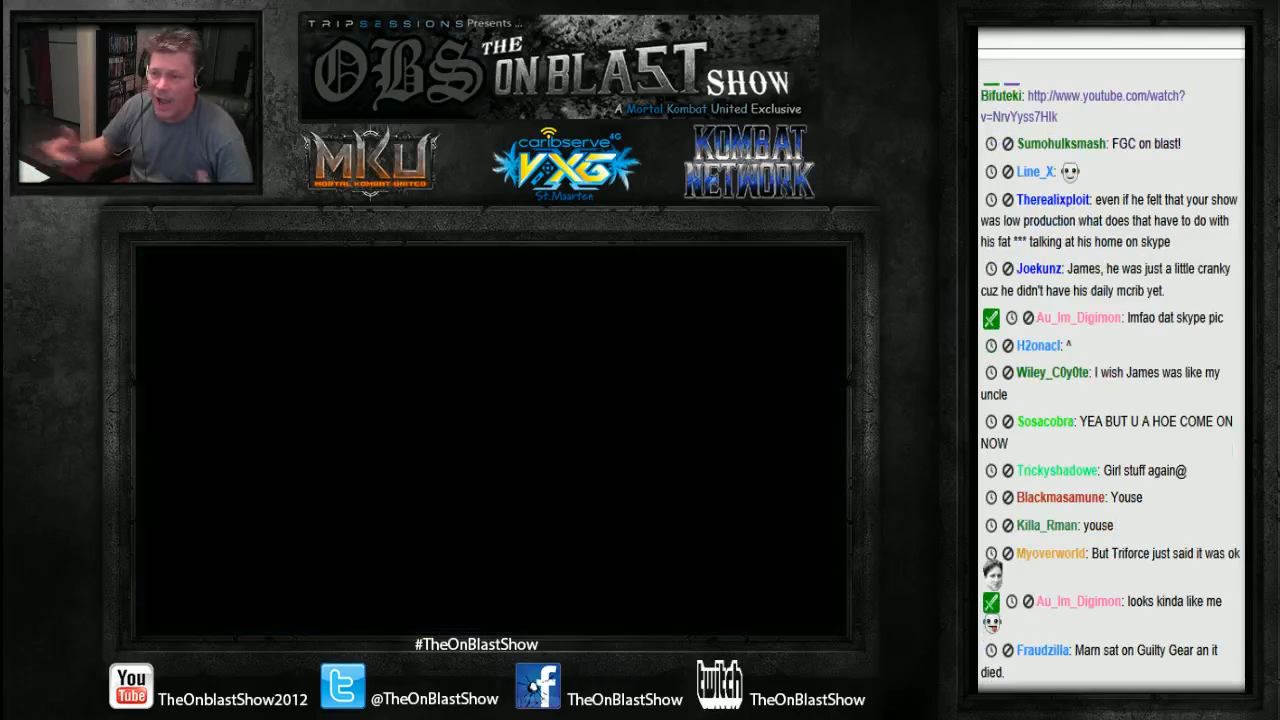 TRIPSESSIONS Presents ...
OBS THE ON BLAST SHOW
A Mortal Kombat United Exclusive
MKU
MORTAL KOMBAT UNITED
caribserve 4G
VXG
St.Maarten
KOMBAT
NETWORK
Bifuteki: http://www.youtube.com/watch?
v=NrvYyss7HIk
Sumohulksmash: FGC on blast!
Line_X:
Therealixploit: even if he felt that your show
was low production what does that have to do with
his fat *** talking at his home on skype
Joekunz: James, he was just a little cranky
cuz he didn't have his daily mcrib yet.
Au_Im_Digimon: lmfao dat skype pic
H2onacl: ^
Wiley_C0y0te: I wish James was like my
uncle
Sosacobra: YEA BUT U A HOE COME ON
NOW
Trickyshadowe: Girl stuff again@
Blackmasamune: Youse
Killa_Rman: youse
Myoverworld: But Triforce just said it was ok
Au_Im_Digimon: looks kinda like me
Fraudzilla: Marn sat on Guilty Gear an it
died.
#TheOnBlastShow
You Tube TheOnblastShow2012
@TheOnBlastShow
TheOnBlastShow
twitch TheOnBlastShow